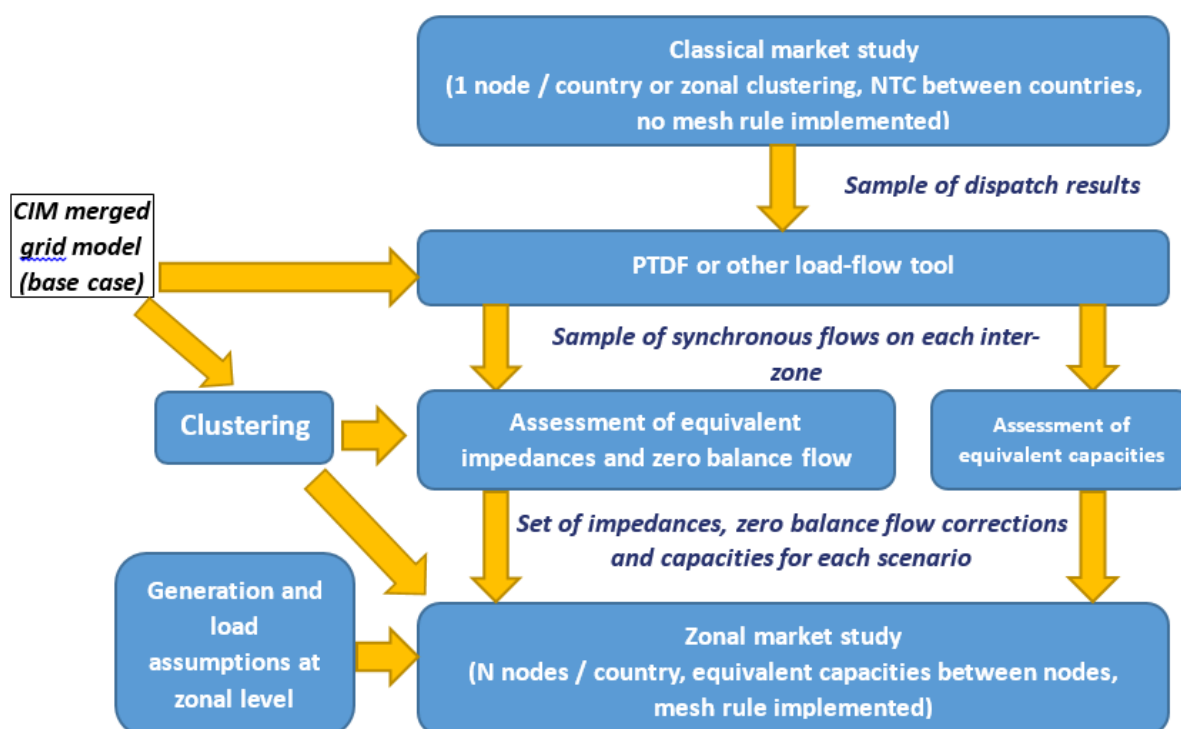 Classical market study
(1 node / country or zonal clustering, NTC between countries,
no mesh rule implemented)
Sample of dispatch results
CIM merged
grid model
(base case)
PTDF or other load-flow tool
Sample of synchronous flows on each inter-
zone
Clustering
Assessment of equivalent
impedances and zero balance flow
Assessment of
equivalent capacities
Set of impedances, zero balance flow corrections
and capacities for each scenario
Generation and
load
assumptions at
zonal level
Zonal market study
(N nodes / country, equivalent capacities between nodes,
mesh rule implemented)